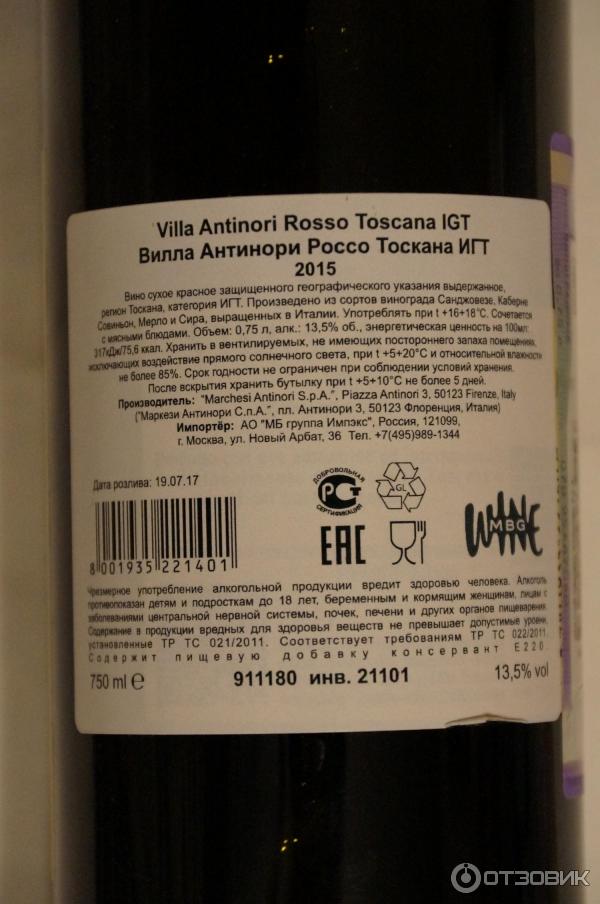 Villa Antinori Rosso Toscana IGT
Вилла Антинори Россо Тоскана ИГТ
2015
Вино сухое красное защищенного географического указания выдержанное,
регион Тоскана, категория ИГТ. Произведено из сортов винограда Санджовезе, Каберне
Совиньон, Мерло и Сира, выращенных в Италии. Употреблять при t +16+18°C. Сочетается
с мясными блюдами. Объем: 0,75 л, алк.: 13,5% об., энергетическая ценность на 100мл:
317кДж/75,6 ккал. Хранить в вентилируемых, не имеющих постороннего запаха помещениях,
исключающих воздействие прямого солнечного света, при t +5+20°C и относительной влажности
не более 85%. Срок годности не ограничен при соблюдении условий хранения.
После вскрытия хранить бутылку при t +5+10°C не более 5 дней.
Производитель: "Marchesi Antinori S.p.A.", Piazza Antinori 3, 50123 Firenze, Italy
("Маркези Антинори С.п.А.", пл. Антинори 3, 50123 Флоренция, Италия)
Импортёр: АО "МБ группа Импэкс", Россия, 121099,
г. Москва, ул. Новый Арбат, 36 Тел. +7(495)989-1344
Дата розлива: 19.07.17
ДОБРОВОЛЬНАЯ
РСТ
СЕРТИФИКАЦИЯ
GL
EAC
WINE
MBG
8 001935 221401
Чрезмерное употребление алкогольной продукции вредит здоровью человека. Алкоголь
противопоказан детям и подросткам до 18 лет, беременным и кормящим женщинам, лицам с
заболеваниями центральной нервной системы, почек, печени и других органов пищеварения.
Содержание в продукции вредных для здоровья веществ не превышает допустимые уровни,
установленные ТР ТС 021/2011. Соответствует требованиям ТР ТС 022/2011.
Содержит пищевую добавку консервант Е220.
750 ml ℮
911180 инв. 21101
13,5% vol
ОТЗОВИК